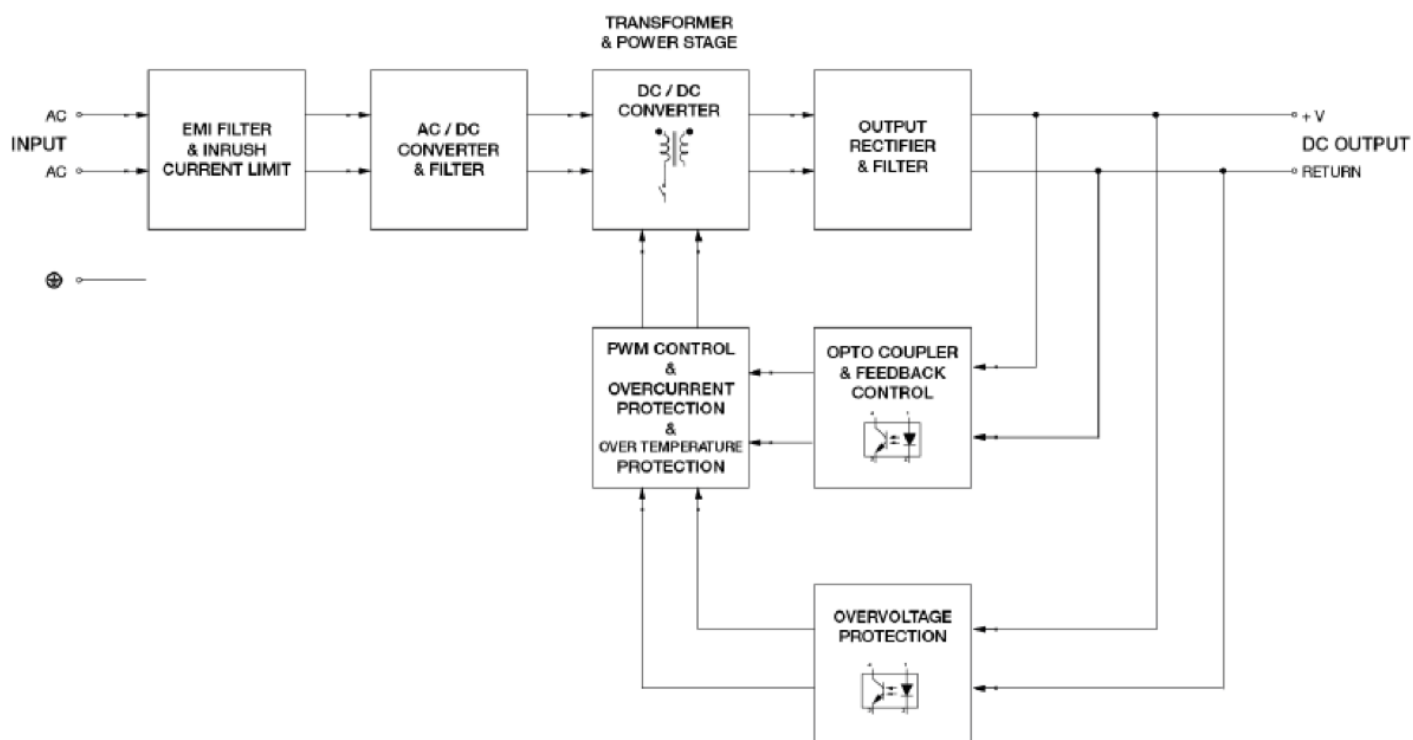 TRANSFORMER
& POWER STAGE
AC
INPUT
AC
EMI FILTER
& INRUSH
CURRENT LIMIT
AC / DC
CONVERTER
& FILTER
DC / DC
CONVERTER
OUTPUT
RECTIFIER
& FILTER
+ V
DC OUTPUT
RETURN
PWM CONTROL
&
OVERCURRENT
PROTECTION
&
OVER TEMPERATURE
PROTECTION
OPTO COUPLER
& FEEDBACK
CONTROL
OVERVOLTAGE
PROTECTION